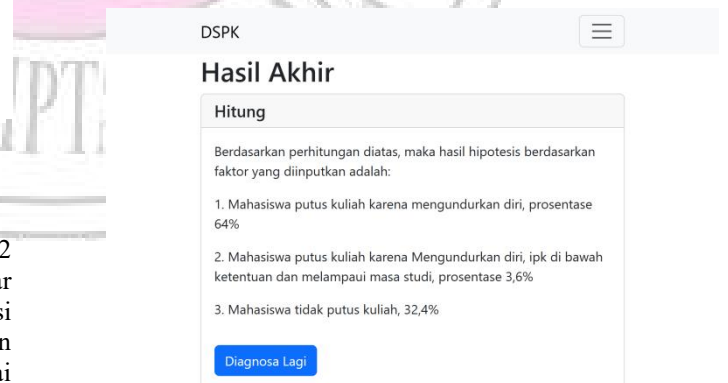 DSPK
Hasil Akhir
Hitung
Berdasarkan perhitungan diatas, maka hasil hipotesis berdasarkan
faktor yang diinputkan adalah:
1. Mahasiswa putus kuliah karena mengundurkan diri, prosentase
64%
2. Mahasiswa putus kuliah karena Mengundurkan diri, ipk di bawah
ketentuan dan melampaui masa studi, prosentase 3,6%
3. Mahasiswa tidak putus kuliah, 32,4%
Diagnosa Lagi